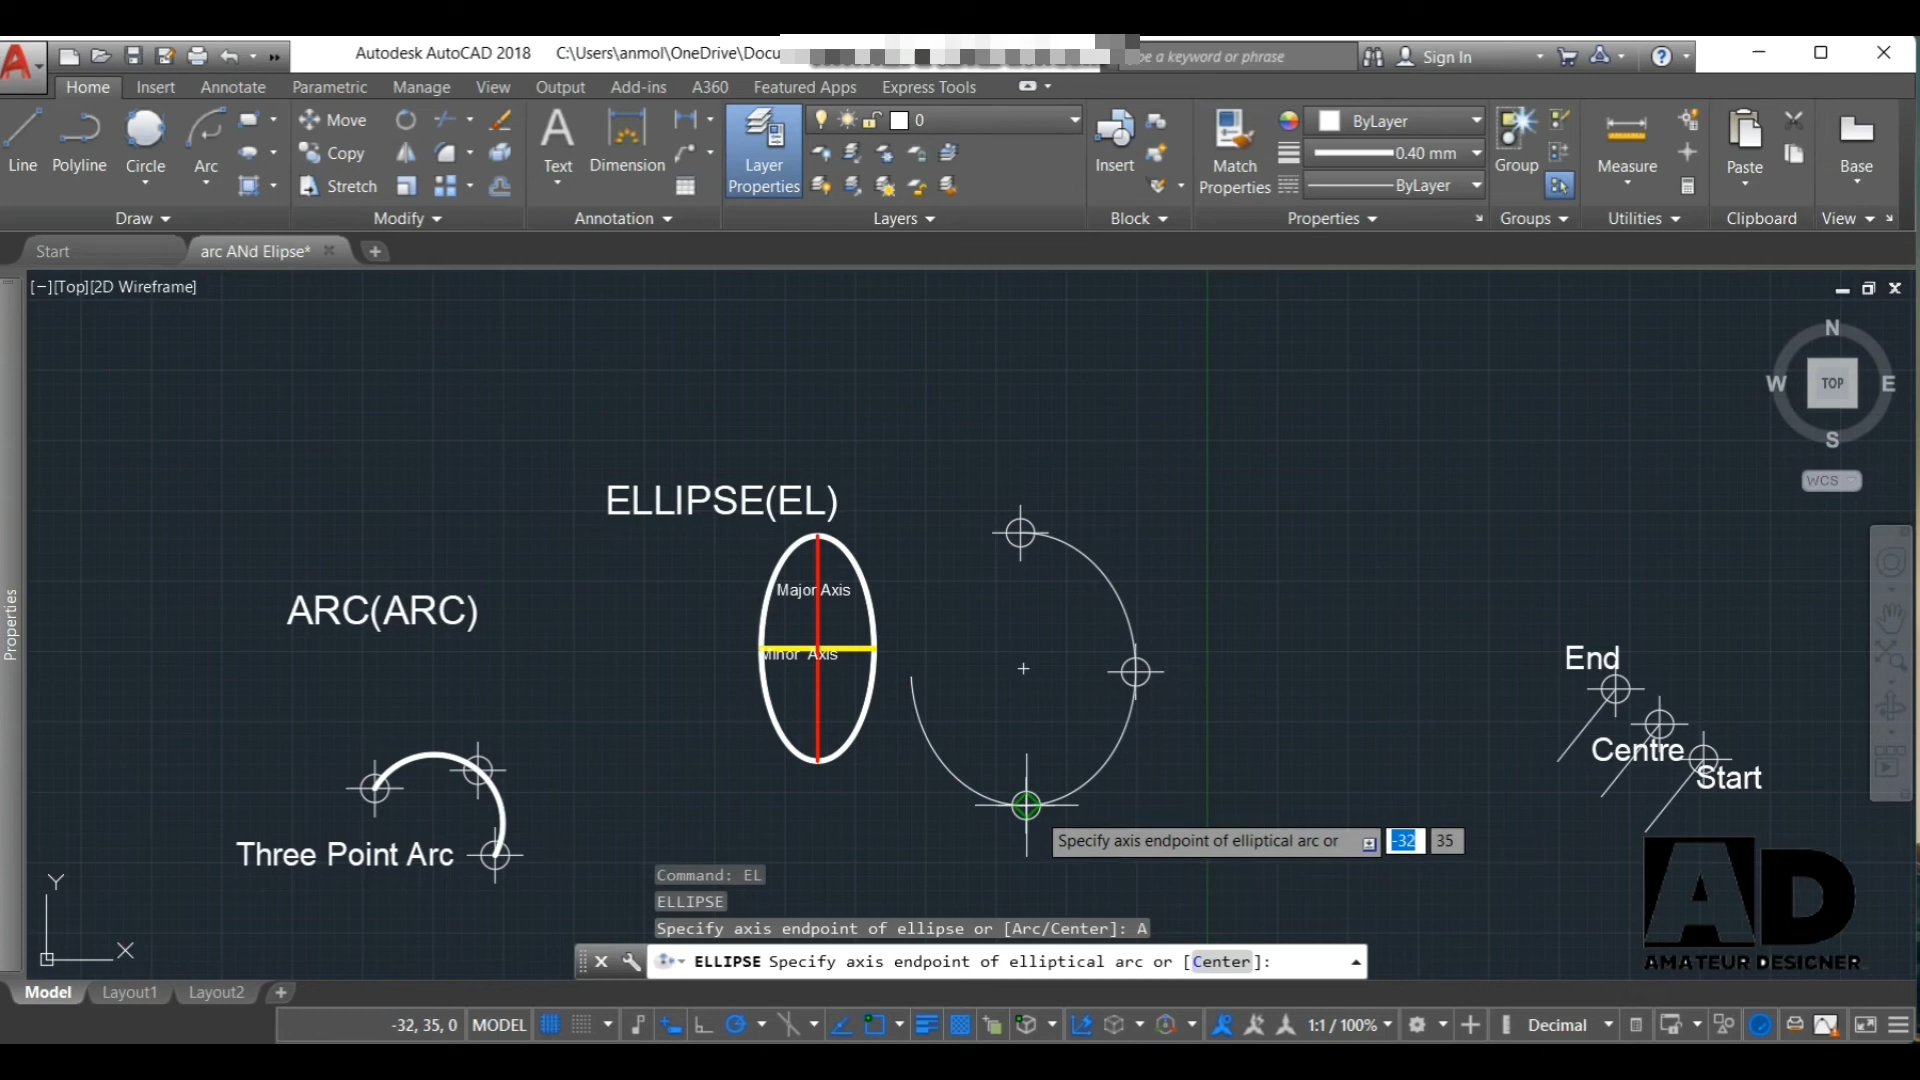 Autodesk AutoCAD 2018 C:\Users\anmol\OneDrive\Docu
be a keyword or phrase
Sign In
Home Insert Annotate Parametric Manage View Output Add-ins A360 Featured Apps Express Tools
Line Polyline Circle Arc
Move
Copy
Stretch
Text Dimension
Layer Properties
0
Insert
Match Properties
ByLayer
0.40 mm
ByLayer
Group
Measure
Paste
Base
Draw Modify Annotation Layers Block Properties Groups Utilities Clipboard View
Start arc ANd Elipse*
[−][Top][2D Wireframe]
N
W TOP E
S
WCS
Properties
ELLIPSE(EL)
Major Axis
Minor Axis
ARC(ARC)
Three Point Arc
End
Centre
Start
Specify axis endpoint of elliptical arc or -32 35
Command: EL
ELLIPSE
Specify axis endpoint of ellipse or [Arc/Center]: A
ELLIPSE Specify axis endpoint of elliptical arc or [Center]:
Y
X
AD
AMATEUR DESIGNER
Model Layout1 Layout2
-32, 35, 0 MODEL 1:1 / 100% Decimal